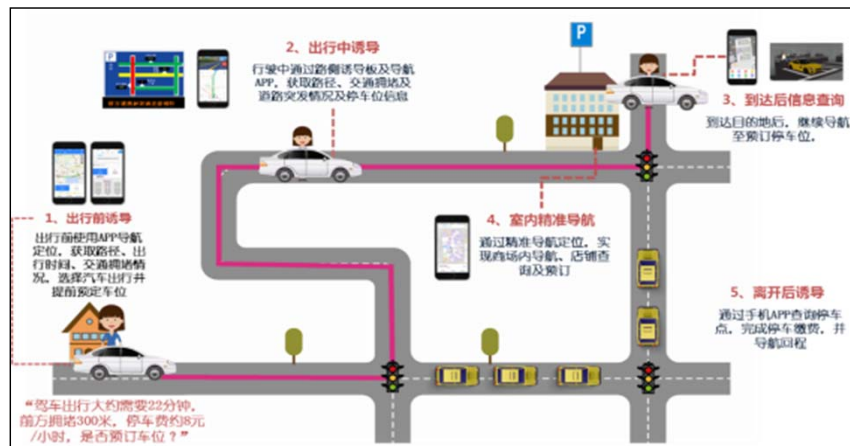 P
2、出行中诱导
行驶中通过路侧诱导板及导航
APP，获取路径、交通拥堵及
道路突发情况及停车位信息
P
3、到达后信息查询
到达目的地后，继续导航
至预订停车位。
1、出行前诱导
出行前使用APP导航
定位，获取路径、出
行时间、交通拥堵情
况，选择汽车出行并
提前预定车位
4、室内精准导航
通过精准导航定位，实
现商场内导航、店铺查
询及预订
5、离开后诱导
通过手机APP查询停车
点，完成停车缴费，并
导航回程
“驾车出行大约需要22分钟，
前方拥堵300米，停车费约8元
/小时，是否预订车位？”